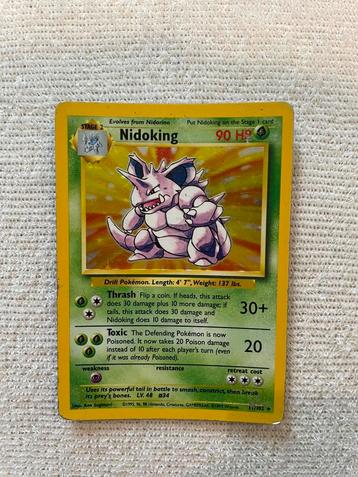 Evolves from Nidorino Put Nidoking on the Stage 1 card
STAGE 2
Nidoking 90 HP
Drill Pokémon. Length: 4' 7", Weight: 137 lbs.
Thrash Flip a coin. If heads, this attack
does 30 damage plus 10 more damage; if
tails, this attack does 30 damage and
Nidoking does 10 damage to itself.
30+
Toxic The Defending Pokémon is now
Poisoned. It now takes 20 Poison damage
instead of 10 after each player's turn (even
if it was already Poisoned).
20
weakness resistance retreat cost
Uses its powerful tail in battle to smash, constrict, then break
its prey's bones. LV. 48 #34
11/102